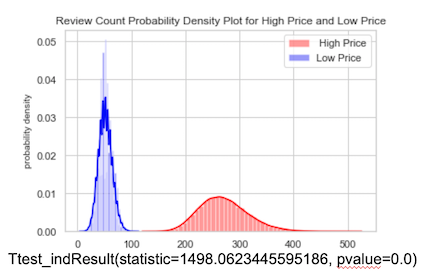 Review Count Probability Density Plot for High Price and Low Price
High Price
Low Price
probability density
0.05
0.04
0.03
0.02
0.01
0.00
0 100 200 300 400 500
Ttest_indResult(statistic=1498.0623445595186, pvalue=0.0)